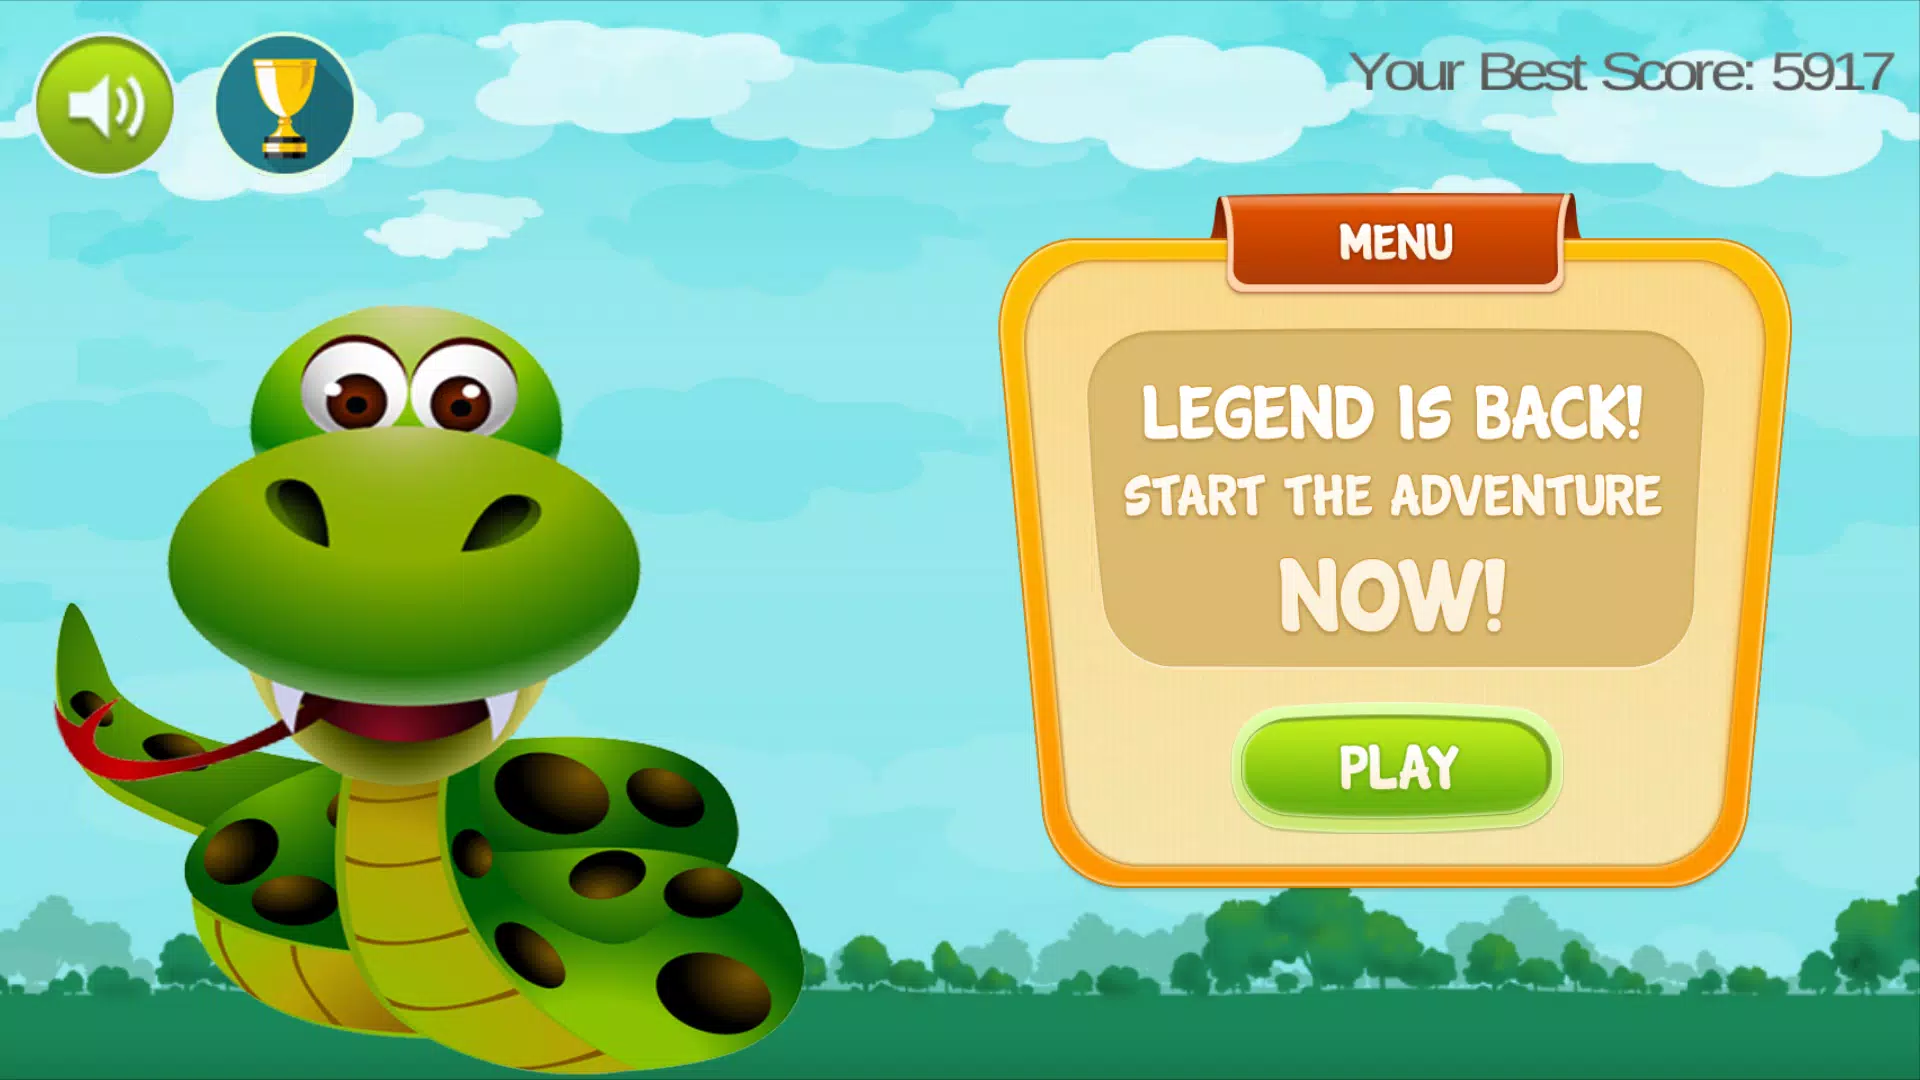 Your Best Score: 5917
MENU
LEGEND IS BACK!
START THE ADVENTURE
NOW!
PLAY